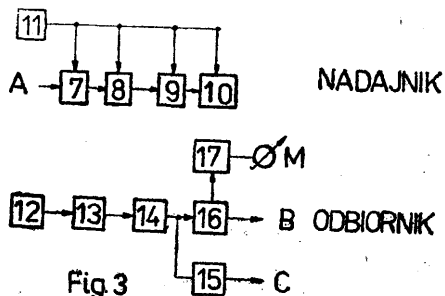 11
A 7 8 9 10 NADAJNIK
17 M
12 13 14 16 B ODBIORNIK
15 C
Fig. 3